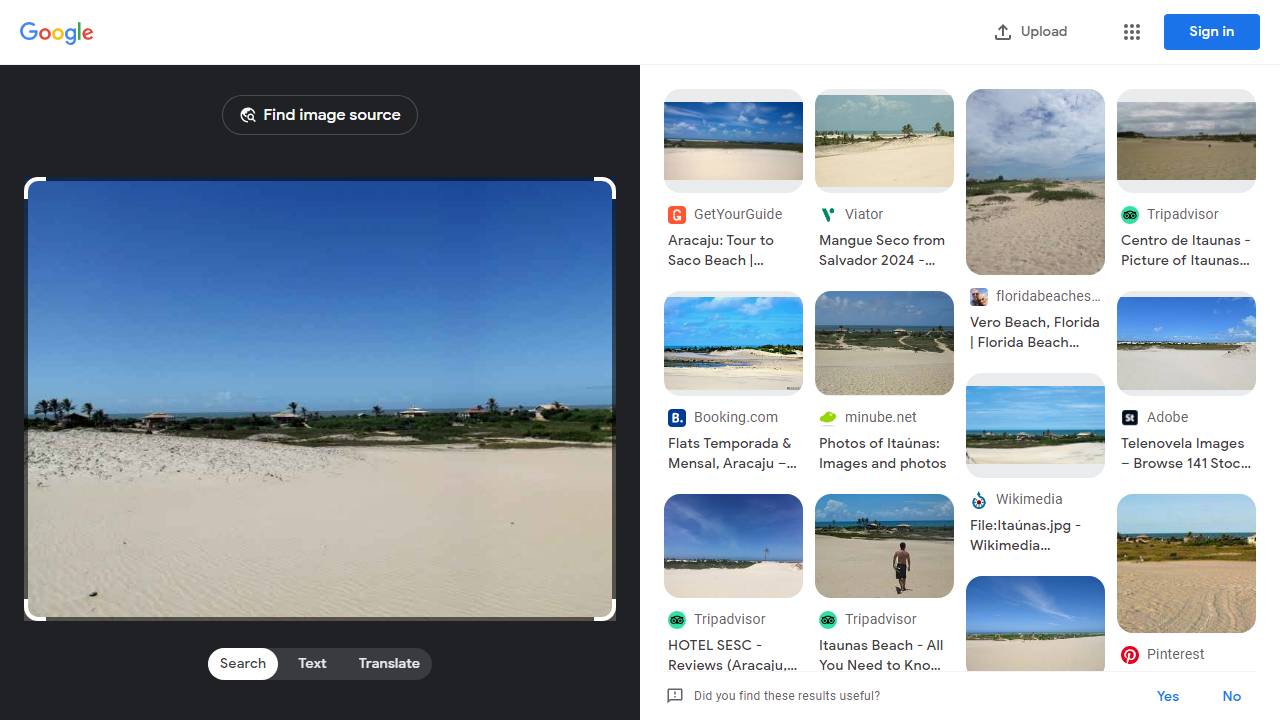 Google
Upload
Sign in
Find image source
Search
Text
Translate
GetYourGuide
Aracaju: Tour to
Saco Beach |...
Viator
Mangue Seco from
Salvador 2024 -...
floridabeaches...
Vero Beach, Florida
| Florida Beach...
Tripadvisor
Centro de Itaunas -
Picture of Itaunas...
Booking.com
Flats Temporada &
Mensal, Aracaju –...
minube.net
Photos of Itaúnas:
Images and photos
Wikimedia
File:Itaúnas.jpg -
Wikimedia...
Adobe
Telenovela Images
– Browse 141 Stoc...
Tripadvisor
HOTEL SESC -
Reviews (Aracaju,...
Tripadvisor
Itaunas Beach - All
You Need to Kno...
Pinterest
Did you find these results useful?
Yes
No